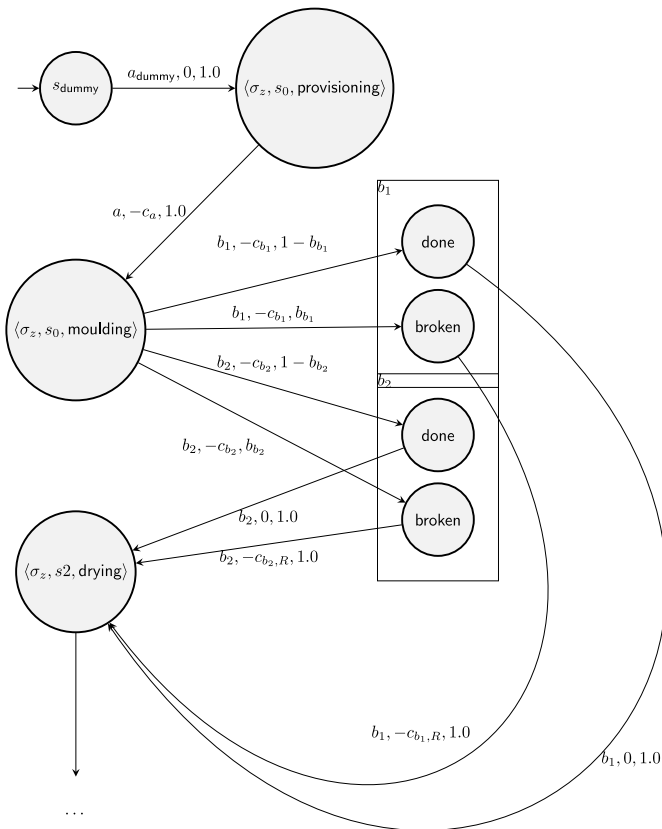 s_dummy
a_dummy, 0, 1.0
⟨σ_z, s_0, provisioning⟩
a, −c_a, 1.0
b_1
done
b_1, −c_{b_1}, 1 − b_{b_1}
b_1, −c_{b_1}, b_{b_1}
broken
⟨σ_z, s_0, moulding⟩
b_2, −c_{b_2}, 1 − b_{b_2}
b_2
done
b_2, −c_{b_2}, b_{b_2}
b_2, 0, 1.0
broken
b_2, −c_{b_2,R}, 1.0
⟨σ_z, s2, drying⟩
b_1, −c_{b_1,R}, 1.0
b_1, 0, 1.0
...